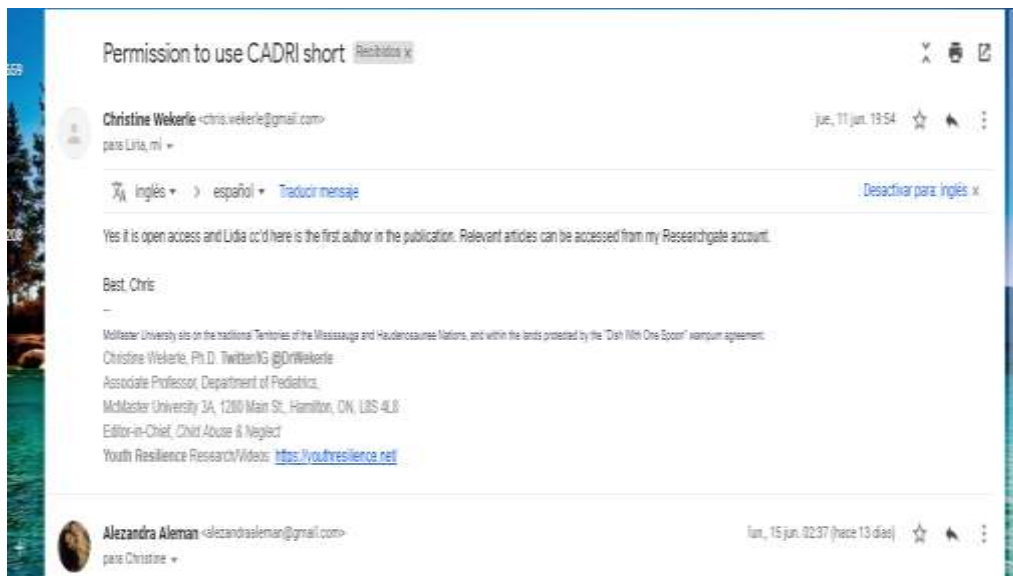 Permission to use CADRI short Recibidos x
Christine Wekerle <chris.wekerle@gmail.com> jue., 11 jun. 19:54
para Liria, mí
inglés > español Traducir mensaje Desactivar para: inglés x
Yes it is open access and Lidia cc'd here is the first author in the publication. Relevant articles can be accessed from my Researchgate account.
Best, Chris
--
McMaster University sits on the traditional Territories of the Mississauga and Haudenosaunee Nations, and within the lands protected by the "Dish With One Spoon" wampum agreement.
Christine Wekerle, Ph.D. Twitter/IG @DrWekerle
Associate Professor, Department of Pediatrics,
McMaster University 3A, 1280 Main St., Hamilton, ON, L8S 4L8
Editor-in-Chief, Child Abuse & Neglect
Youth Resilience Research/Videos: https://youthresilience.net/
Alezandra Aleman <alezandraaleman@gmail.com> lun., 15 jun. 02:37 (hace 13 días)
para Christine